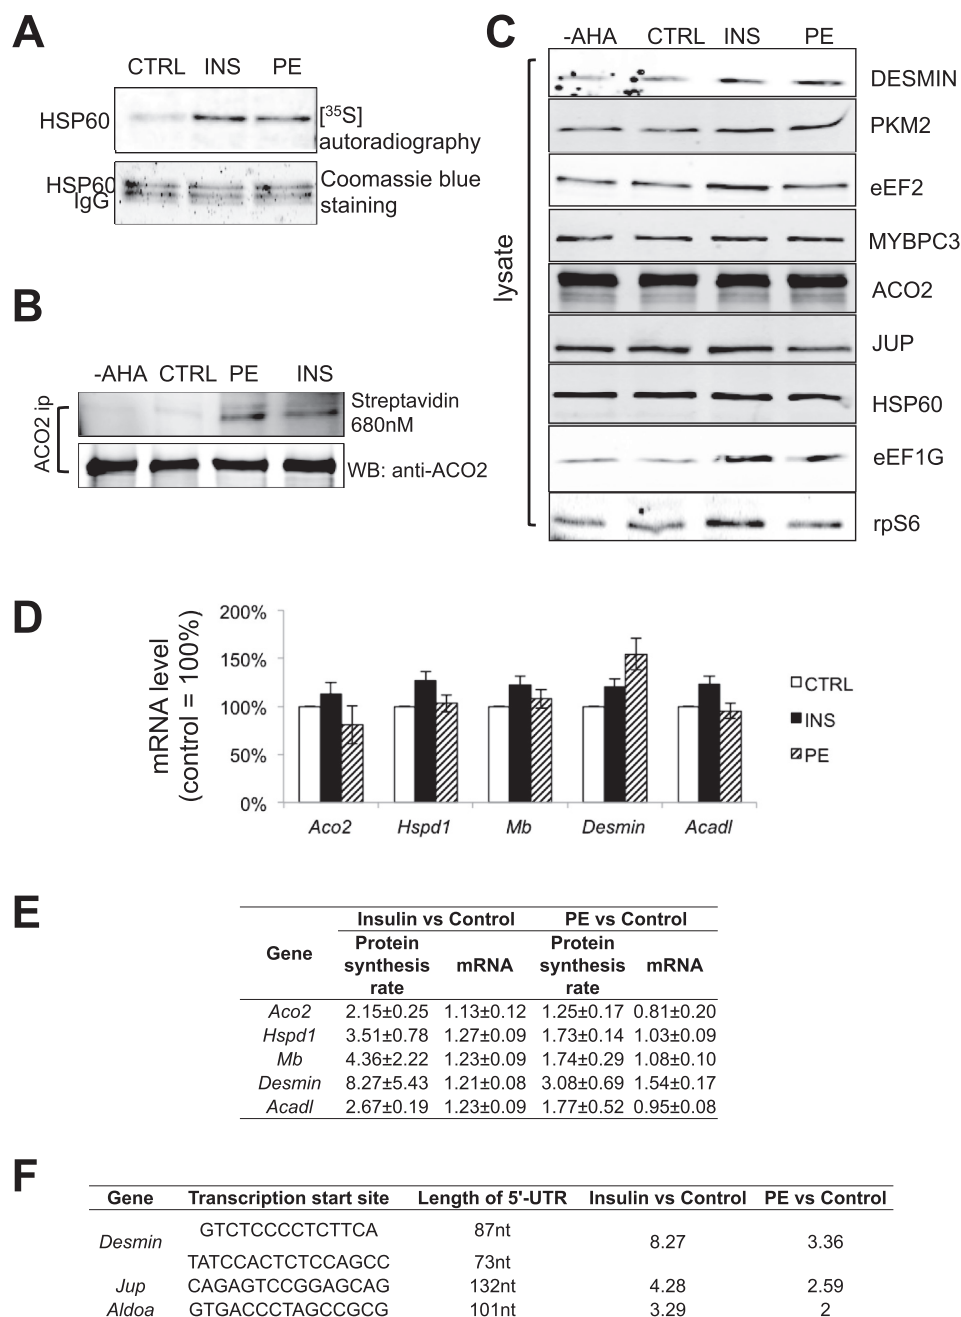 A
CTRL INS PE
HSP60
[³⁵S]
autoradiography
HSP60
IgG
Coomassie blue
staining
B
-AHA CTRL PE INS
ACO2 ip
Streptavidin
680nM
WB: anti-ACO2
C
-AHA CTRL INS PE
lysate
DESMIN
PKM2
eEF2
MYBPC3
ACO2
JUP
HSP60
eEF1G
rpS6
D
mRNA level
(control = 100%)
200%
150%
100%
50%
0%
Aco2 Hspd1 Mb Desmin Acadl
CTRL
INS
PE
E
Insulin vs Control PE vs Control
Gene
Protein
synthesis
rate
mRNA
Protein
synthesis
rate
mRNA
Aco2 2.15±0.25 1.13±0.12 1.25±0.17 0.81±0.20
Hspd1 3.51±0.78 1.27±0.09 1.73±0.14 1.03±0.09
Mb 4.36±2.22 1.23±0.09 1.74±0.29 1.08±0.10
Desmin 8.27±5.43 1.21±0.08 3.08±0.69 1.54±0.17
Acadl 2.67±0.19 1.23±0.09 1.77±0.52 0.95±0.08
F
Gene Transcription start site Length of 5'-UTR Insulin vs Control PE vs Control
GTCTCCCCTCTTCA 87nt
Desmin 8.27 3.36
TATCCACTCTCCAGCC 73nt
Jup CAGAGTCCGGAGCAG 132nt 4.28 2.59
Aldoa GTGACCCTAGCCGCG 101nt 3.29 2